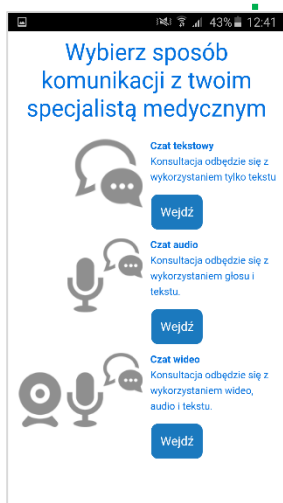 43% 12:41
Wybierz sposób
komunikacji z twoim
specjalistą medycznym
Czat tekstowy
Konsultacja odbędzie się z
wykorzystaniem tylko tekstu
Wejdź
Czat audio
Konsultacja odbędzie się z
wykorzystaniem głosu i
tekstu.
Wejdź
Czat wideo
Konsultacja odbędzie się z
wykorzystaniem wideo,
audio i tekstu.
Wejdź